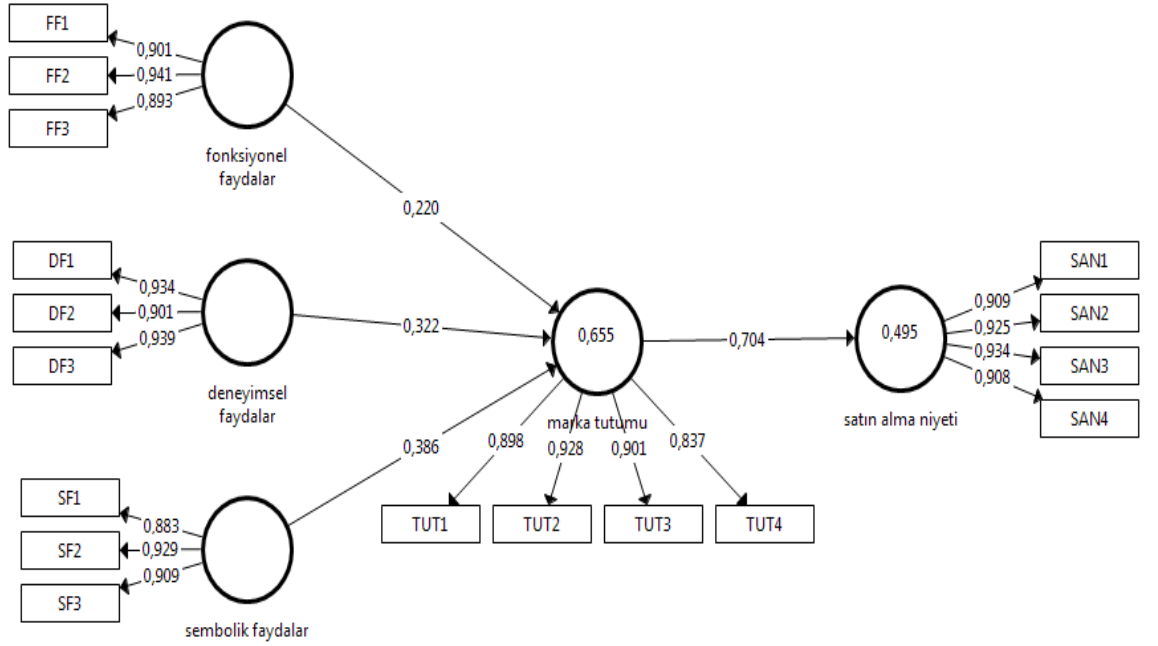 FF1
0,901
FF2
0,941
FF3
0,893
fonksiyonel
faydalar
0,220
DF1
0,934
DF2
0,901
DF3
0,939
deneyimsel
faydalar
0,322
SF1
0,883
SF2
0,929
SF3
0,909
sembolik faydalar
0,386
0,655
marka tutumu
0,898
0,928
0,901
0,837
TUT1
TUT2
TUT3
TUT4
0,704
0,495
satın alma niyeti
0,909
SAN1
0,925
SAN2
0,934
SAN3
0,908
SAN4